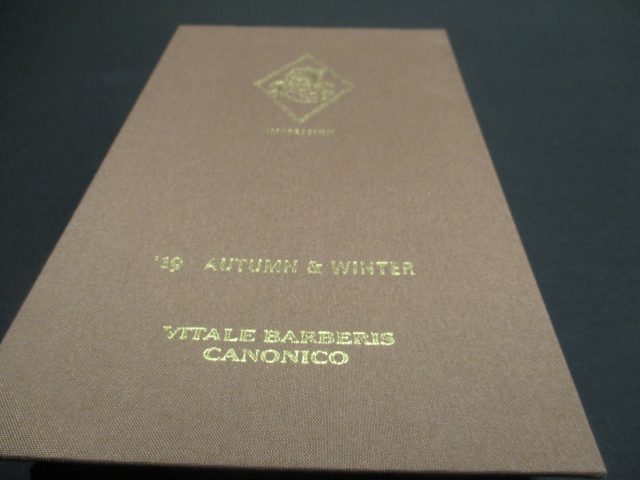 '19 AUTUMN & WINTER
VITALE BARBERIS
CANONICO